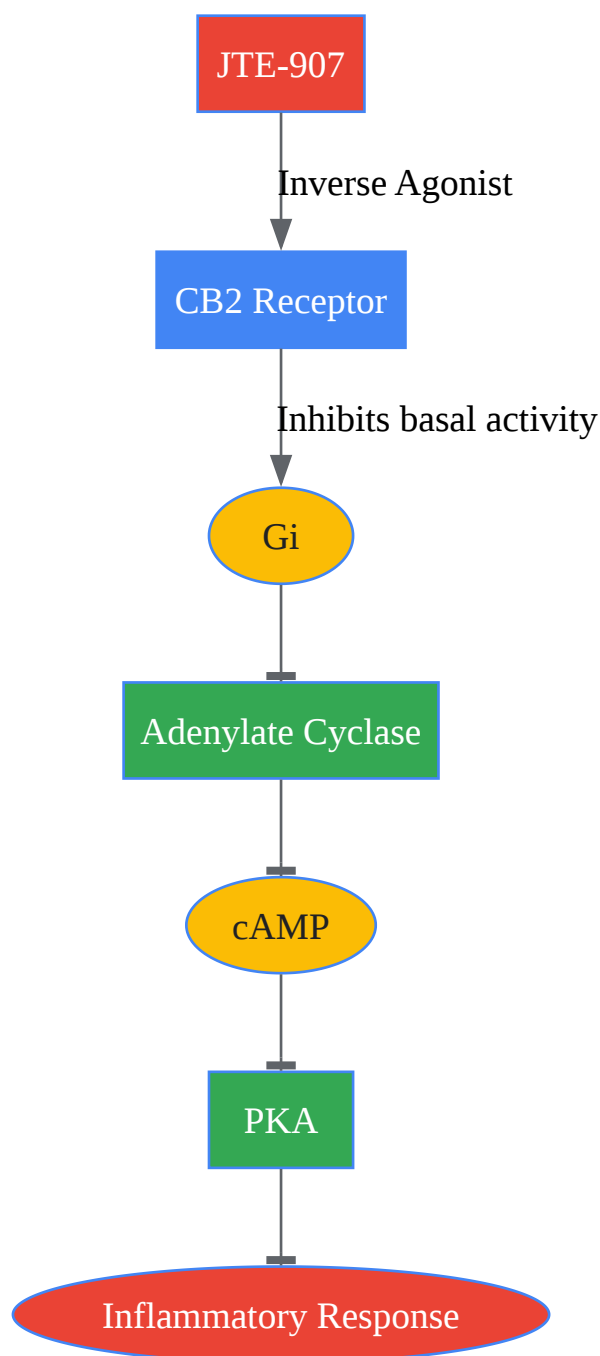 JTE-907
Inverse Agonist
CB2 Receptor
Inhibits basal activity
Gi
Adenylate Cyclase
cAMP
PKA
Inflammatory Response